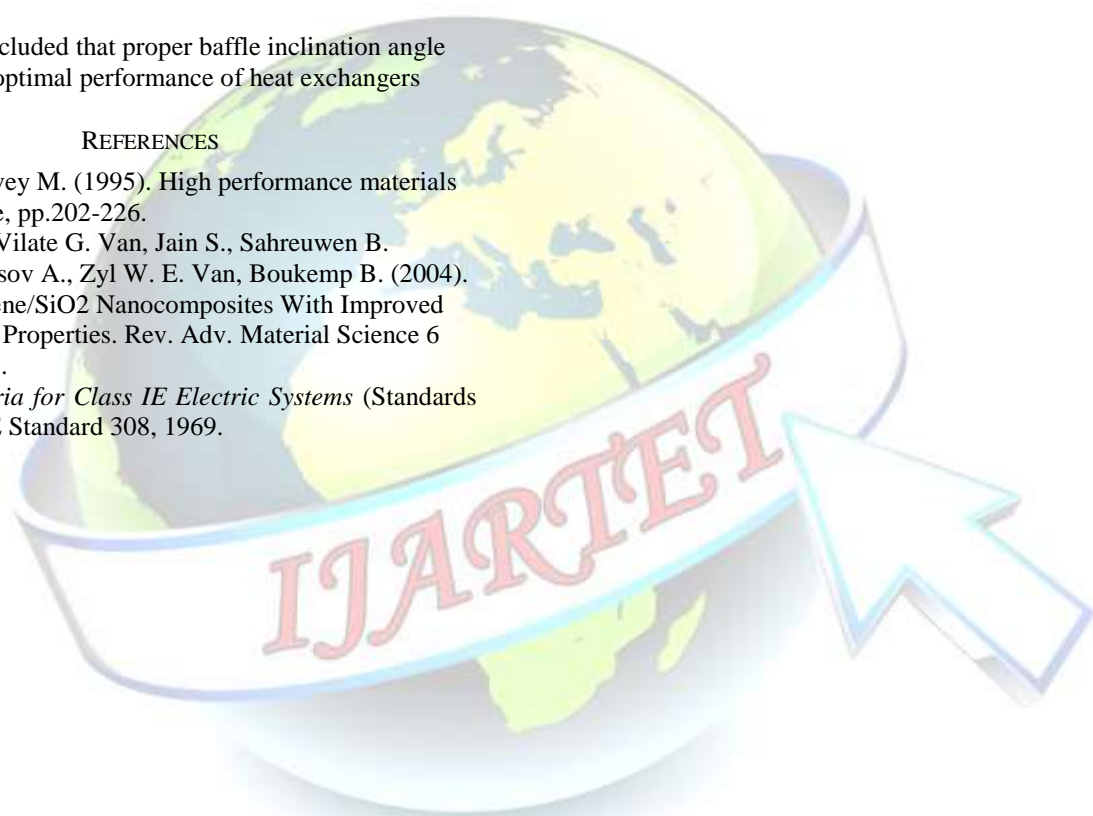 cluded that proper baffle inclination angle
optimal performance of heat exchangers
REFERENCES
vey M. (1995). High performance materials
e, pp.202-226.
Vilate G. Van, Jain S., Sahreuwen B.
sov A., Zyl W. E. Van, Boukemp B. (2004).
ene/SiO2 Nanocomposites With Improved
Properties. Rev. Adv. Material Science 6
.
ria for Class IE Electric Systems (Standards
E Standard 308, 1969.
IJARTET